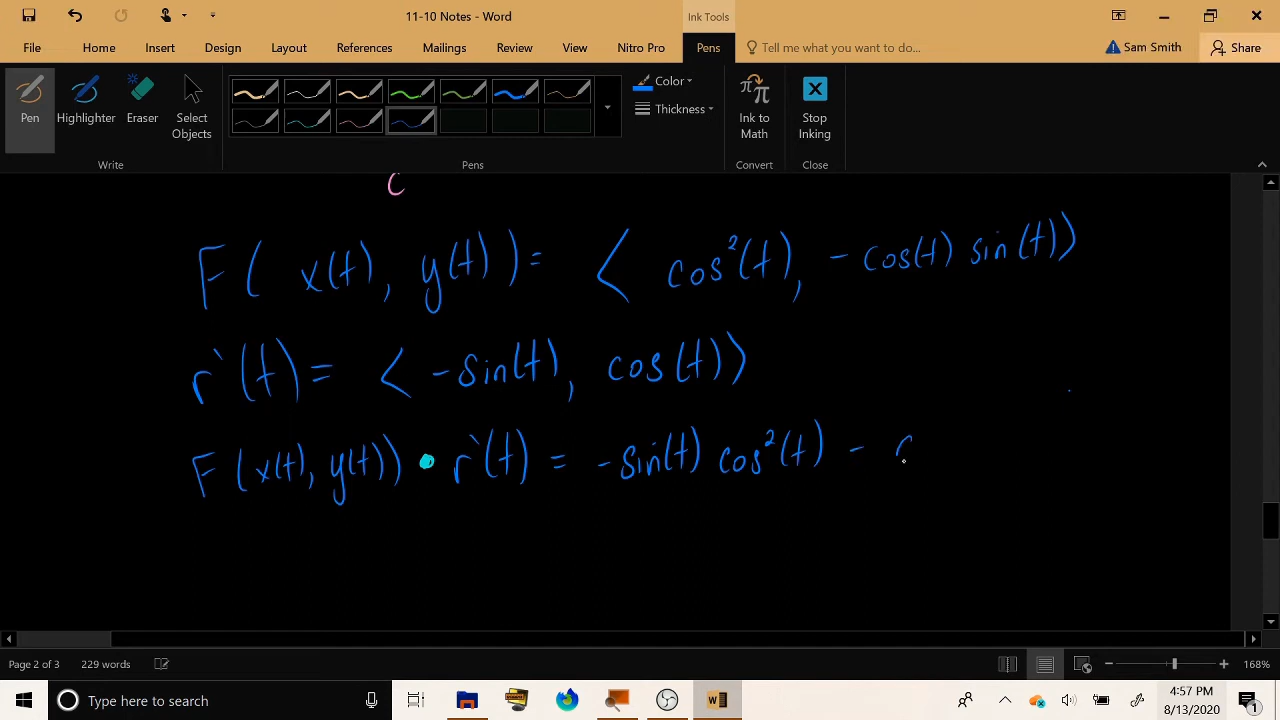 11-10 Notes - Word
Ink Tools
File Home Insert Design Layout References Mailings Review View Nitro Pro Pens Tell me what you want to do... Sam Smith Share
Pen Highlighter Eraser Select Objects
Color
Thickness
Ink to Math
Stop Inking
Write Pens Convert Close
C
F( x(t), y(t)) = ⟨ cos²(t), - cos(t) sin(t)⟩
r`(t) = ⟨ -sin(t), cos(t)⟩
F(x(t), y(t)) • r`(t) = -sin(t) cos²(t) - c
Page 2 of 3 229 words 168%
Type here to search
4:57 PM
8/13/2020
1